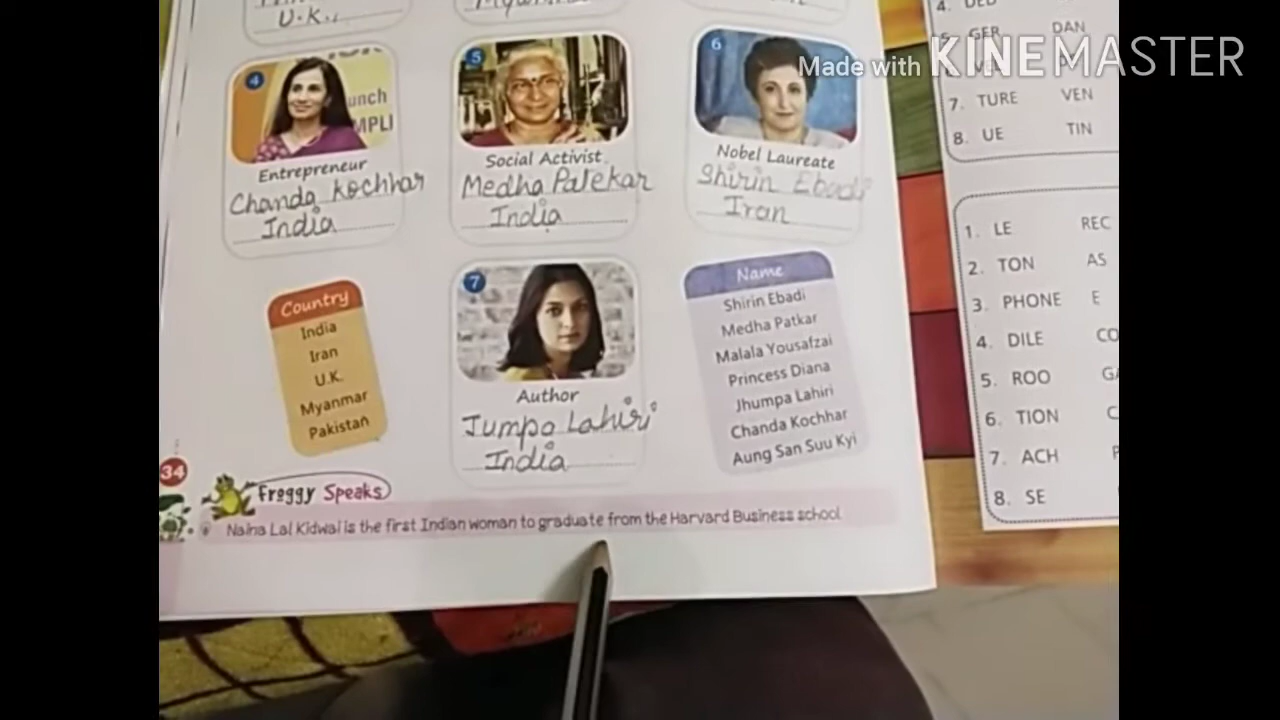 U.K.
Made with KINEMASTER
4
unch
MPLI
Entrepreneur
Chanda Kochhar
India
5
Social Activist
Medha Patekar
India
6
Nobel Laureate
Shirin Ebadi
Iran
Country
India
Iran
U.K.
Myanmar
Pakistan
7
Author
Jumpa Lahiri
India
Name
Shirin Ebadi
Medha Patkar
Malala Yousafzai
Princess Diana
Jhumpa Lahiri
Chanda Kochhar
Aung San Suu Kyi
34
Froggy Speaks
Naina Lal Kidwai is the first Indian woman to graduate from the Harvard Business school.
4.
5. GER DAN
7. TURE VEN
8. UE TIN
1. LE REC
2. TON AS
3. PHONE E
4. DILE CO
5. ROO
6. TION C
7. ACH
8. SE